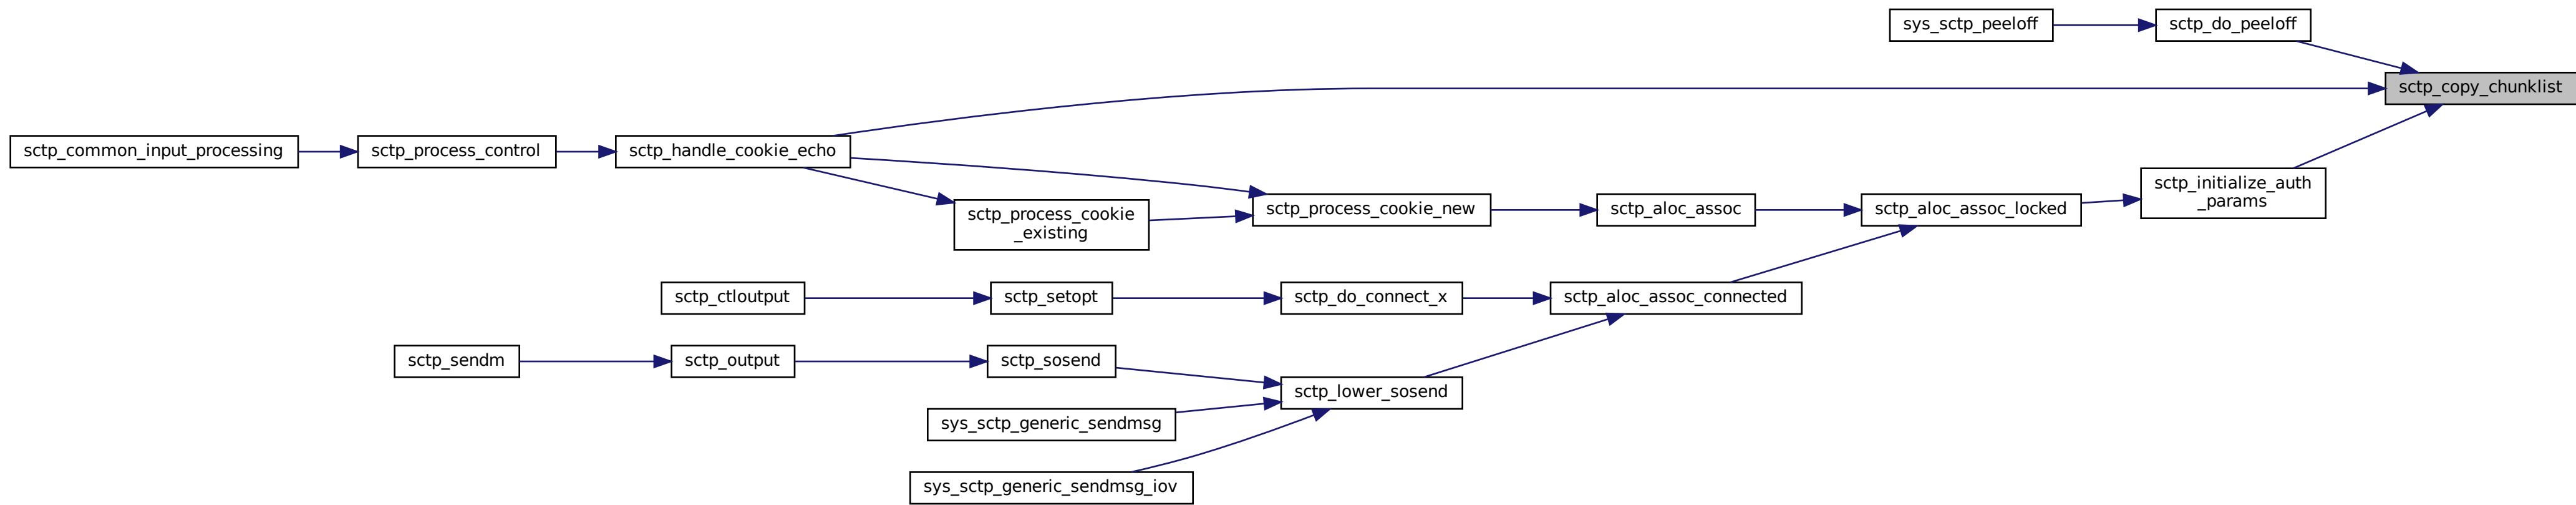 sys_sctp_peeloff
sctp_do_peeloff
sctp_copy_chunklist
sctp_common_input_processing
sctp_process_control
sctp_handle_cookie_echo
sctp_initialize_auth
_params
sctp_process_cookie
_existing
sctp_process_cookie_new
sctp_aloc_assoc
sctp_aloc_assoc_locked
sctp_ctloutput
sctp_setopt
sctp_do_connect_x
sctp_aloc_assoc_connected
sctp_sendm
sctp_output
sctp_sosend
sctp_lower_sosend
sys_sctp_generic_sendmsg
sys_sctp_generic_sendmsg_iov